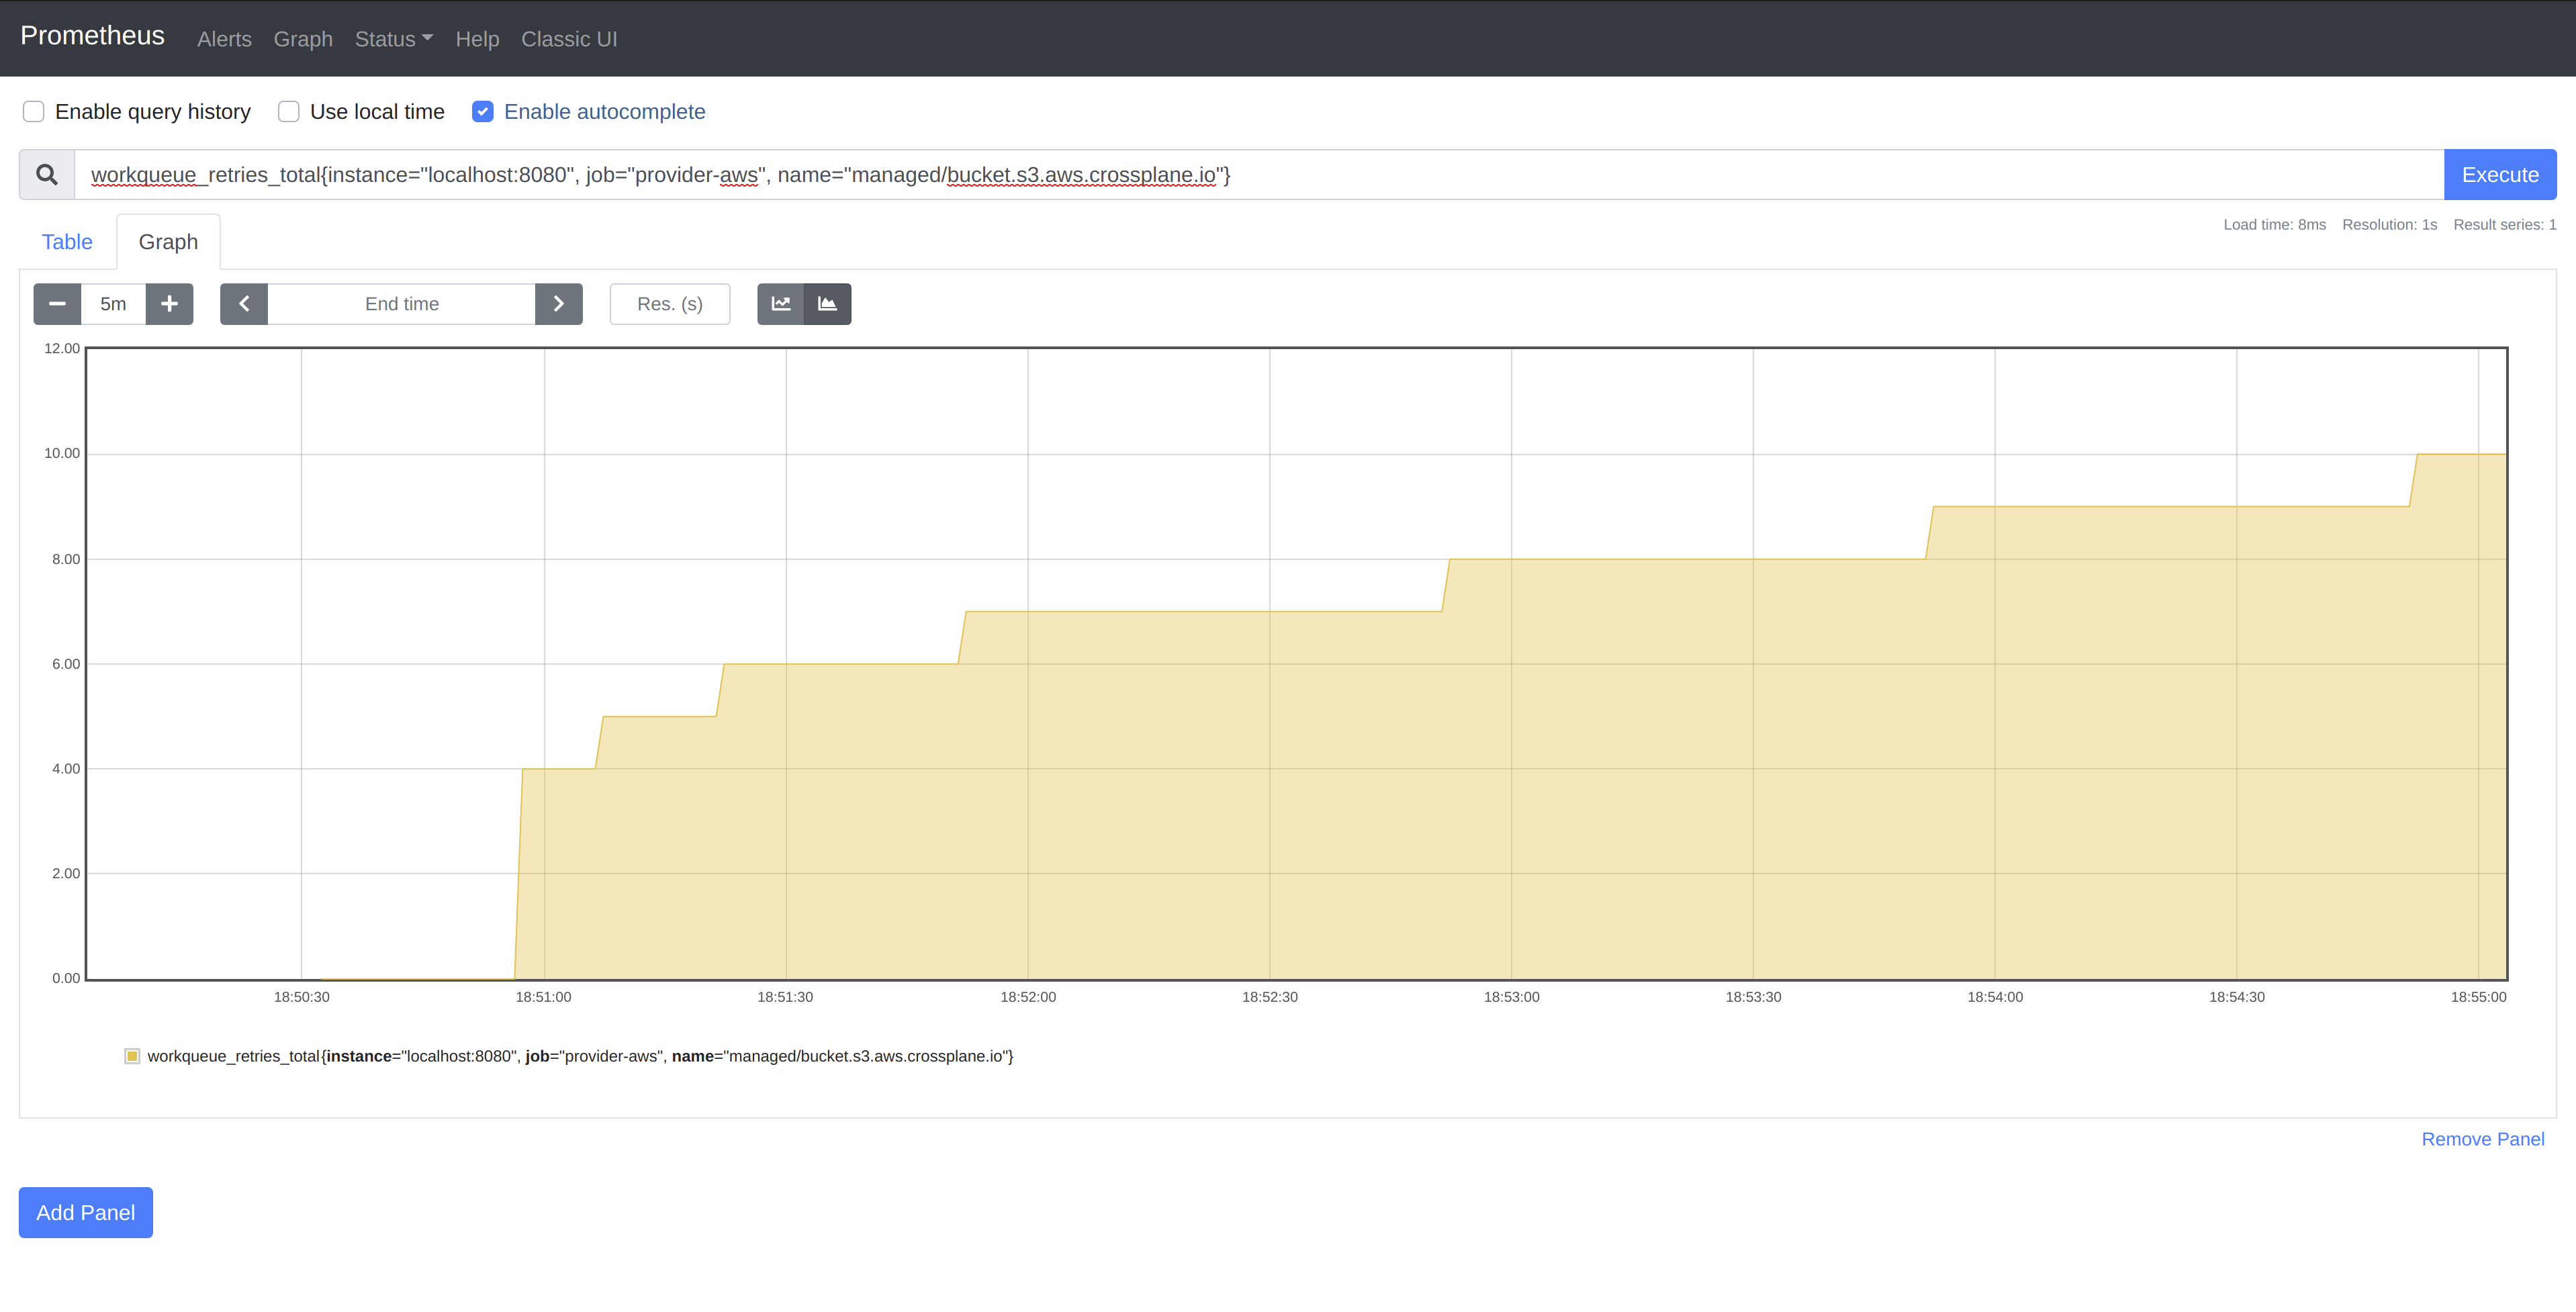 Prometheus Alerts Graph Status Help Classic UI
Enable query history Use local time Enable autocomplete
workqueue_retries_total{instance="localhost:8080", job="provider-aws", name="managed/bucket.s3.aws.crossplane.io"} Execute
Load time: 8ms Resolution: 1s Result series: 1
Table Graph
5m End time Res. (s)
12.00
10.00
8.00
6.00
4.00
2.00
0.00
18:50:30 18:51:00 18:51:30 18:52:00 18:52:30 18:53:00 18:53:30 18:54:00 18:54:30 18:55:00
workqueue_retries_total{instance="localhost:8080", job="provider-aws", name="managed/bucket.s3.aws.crossplane.io"}
Remove Panel
Add Panel